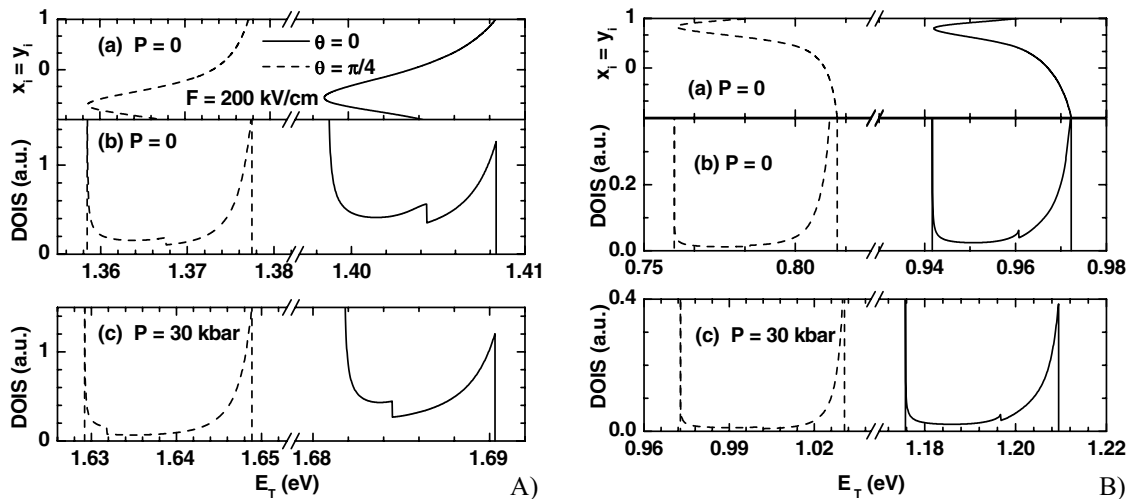 1
0
x_i = y_i
(a) P = 0
θ = 0
θ = π/4
F = 200 kV/cm
1
0
DOIS (a.u.)
(b) P = 0
1.36 1.37 1.38 1.40 1.41
1
0
DOIS (a.u.)
(c) P = 30 kbar
1.63 1.64 1.65 1.68 1.69
E_T (eV)
A)
1
0
x_i = y_i
(a) P = 0
0.4
0.0
DOIS (a.u.)
(b) P = 0
0.75 0.80 0.94 0.96 0.98
0.4
0.0
DOIS (a.u.)
(c) P = 30 kbar
0.96 0.99 1.02 1.18 1.20 1.22
E_T (eV)
B)